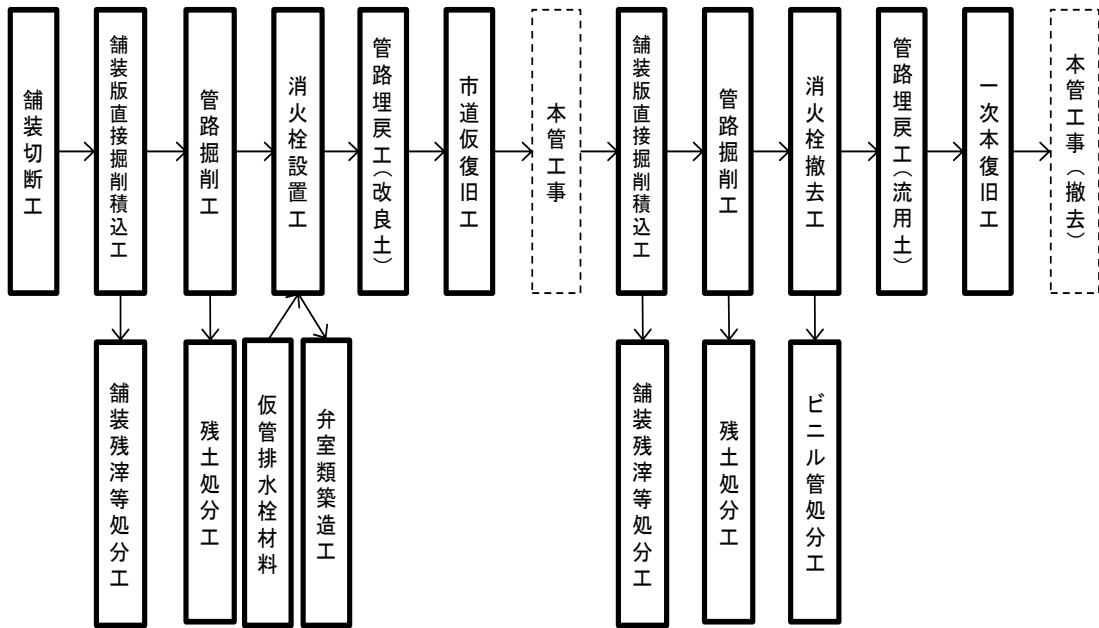 舗装切断工
舗装版直接掘削積込工
管路掘削工
消火栓設置工
管路埋戻工(改良土)
市道仮復旧工
本管工事
舗装版直接掘削積込工
管路掘削工
消火栓撤去工
管路埋戻工(流用土)
一次本復旧工
本管工事(撤去)
舗装残滓等処分工
残土処分工
仮管排水栓材料
弁室類築造工
舗装残滓等処分工
残土処分工
ビニル管処分工